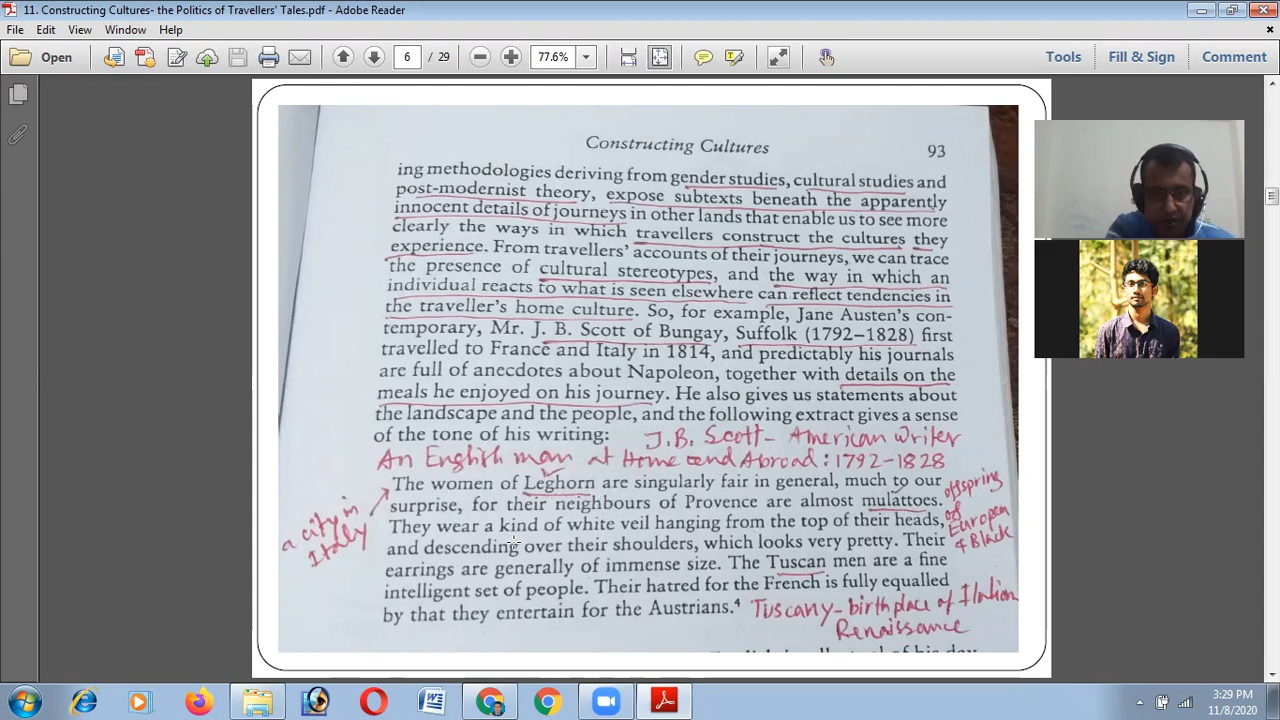 11. Constructing Cultures- the Politics of Travellers' Tales.pdf - Adobe Reader
File Edit View Window Help
Open 6 / 29 77.6% Tools Fill & Sign Comment
Constructing Cultures 93
ing methodologies deriving from gender studies, cultural studies and
post-modernist theory, expose subtexts beneath the apparently
innocent details of journeys in other lands that enable us to see more
clearly the ways in which travellers construct the cultures they
experience. From travellers' accounts of their journeys, we can trace
the presence of cultural stereotypes, and the way in which an
individual reacts to what is seen elsewhere can reflect tendencies in
the traveller's home culture. So, for example, Jane Austen's con-
temporary, Mr. J. B. Scott of Bungay, Suffolk (1792–1828) first
travelled to France and Italy in 1814, and predictably his journals
are full of anecdotes about Napoleon, together with details on the
meals he enjoyed on his journey. He also gives us statements about
the landscape and the people, and the following extract gives a sense
of the tone of his writing: J.B. Scott - American writer
An English man at Home and Abroad : 1792-1828
The women of Leghorn are singularly fair in general, much to our
surprise, for their neighbours of Provence are almost mulattoes.
They wear a kind of white veil hanging from the top of their heads,
and descending over their shoulders, which looks very pretty. Their
earrings are generally of immense size. The Tuscan men are a fine
intelligent set of people. Their hatred for the French is fully equalled
by that they entertain for the Austrians.⁴ Tuscany - birthplace of Italian
Renaissance
a city in
Italy
offspring
of
Europen
& Black
3:29 PM
11/8/2020